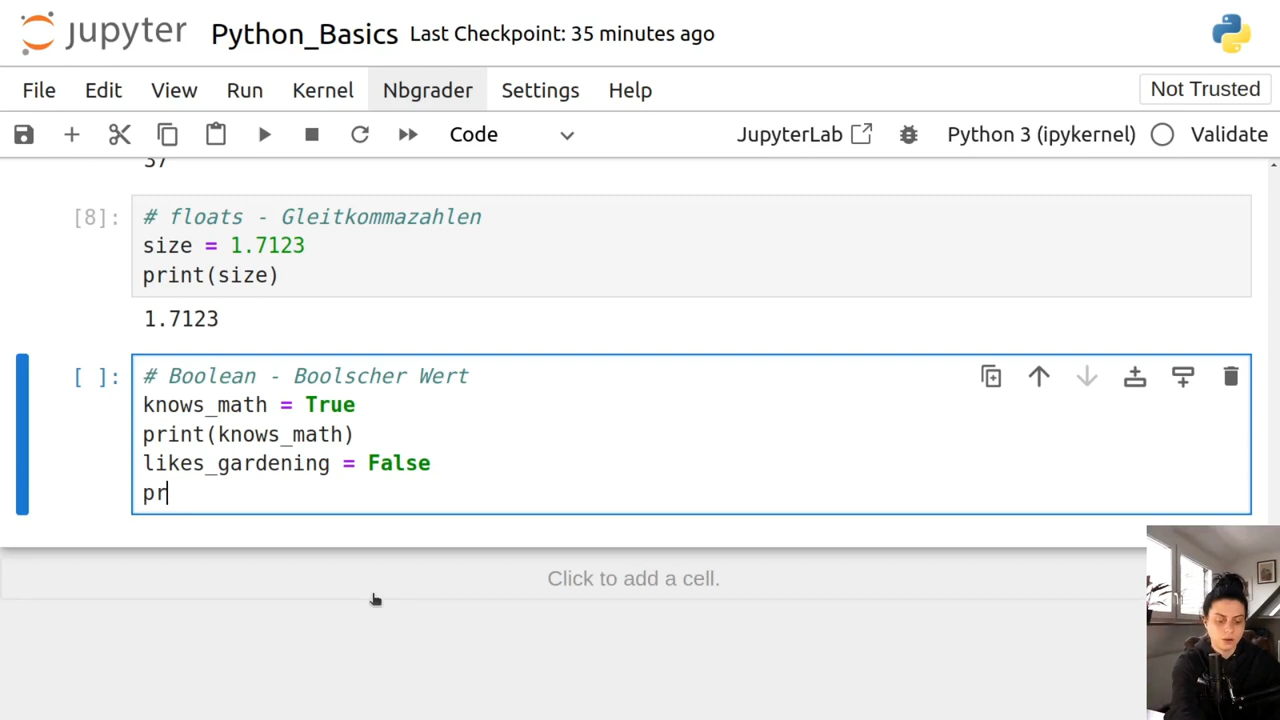 jupyter Python_Basics Last Checkpoint: 35 minutes ago
File Edit View Run Kernel Nbgrader Settings Help Not Trusted
Code JupyterLab Python 3 (ipykernel) Validate
37
[8]: # floats - Gleitkommazahlen
size = 1.7123
print(size)
1.7123
[ ]: # Boolean - Boolscher Wert
knows_math = True
print(knows_math)
likes_gardening = False
pr
Click to add a cell.